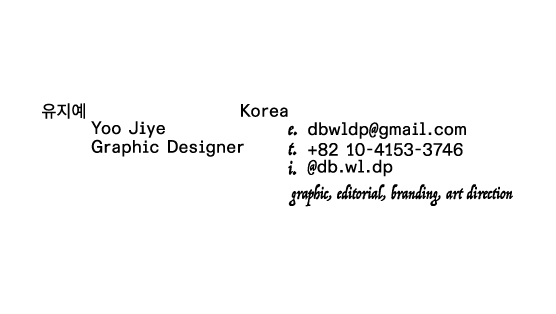 유지예
Yoo Jiye
Graphic Designer
Korea
e. dbwldp@gmail.com
t. +82 10-4153-3746
i. @db.wl.dp
graphic, editorial, branding, art direction